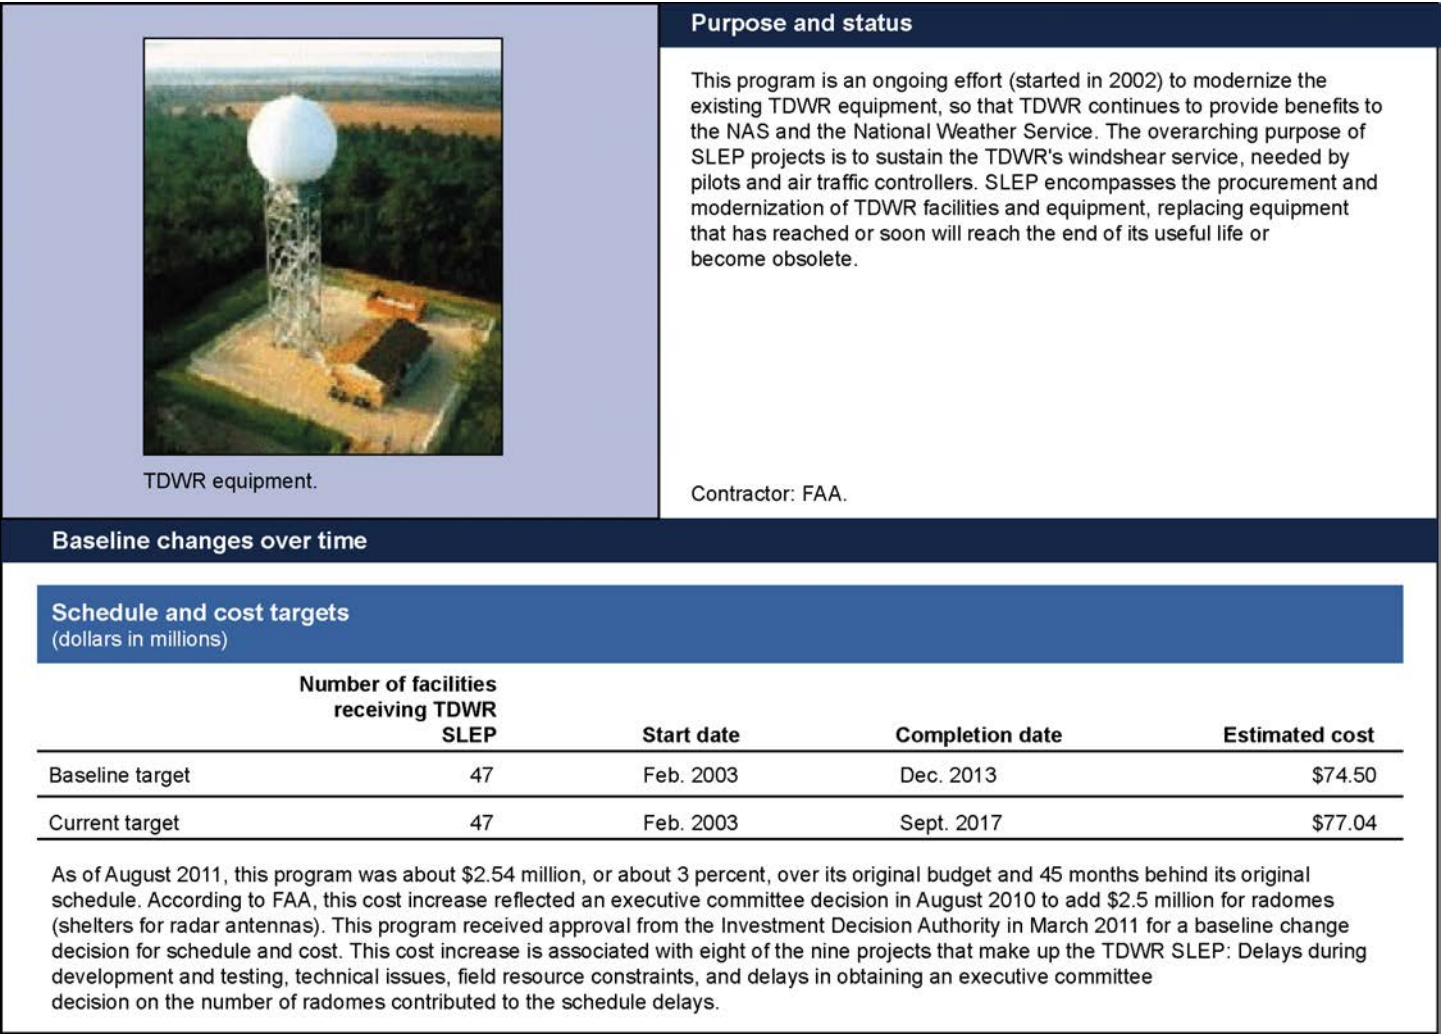 Purpose and status
This program is an ongoing effort (started in 2002) to modernize the
existing TDWR equipment, so that TDWR continues to provide benefits to
the NAS and the National Weather Service. The overarching purpose of
SLEP projects is to sustain the TDWR's windshear service, needed by
pilots and air traffic controllers. SLEP encompasses the procurement and
modernization of TDWR facilities and equipment, replacing equipment
that has reached or soon will reach the end of its useful life or
become obsolete.
TDWR equipment.
Contractor: FAA.
Baseline changes over time
Schedule and cost targets
(dollars in millions)
Number of facilities
receiving TDWR
SLEP Start date Completion date Estimated cost
Baseline target 47 Feb. 2003 Dec. 2013 $74.50
Current target 47 Feb. 2003 Sept. 2017 $77.04
As of August 2011, this program was about $2.54 million, or about 3 percent, over its original budget and 45 months behind its original
schedule. According to FAA, this cost increase reflected an executive committee decision in August 2010 to add $2.5 million for radomes
(shelters for radar antennas). This program received approval from the Investment Decision Authority in March 2011 for a baseline change
decision for schedule and cost. This cost increase is associated with eight of the nine projects that make up the TDWR SLEP: Delays during
development and testing, technical issues, field resource constraints, and delays in obtaining an executive committee
decision on the number of radomes contributed to the schedule delays.